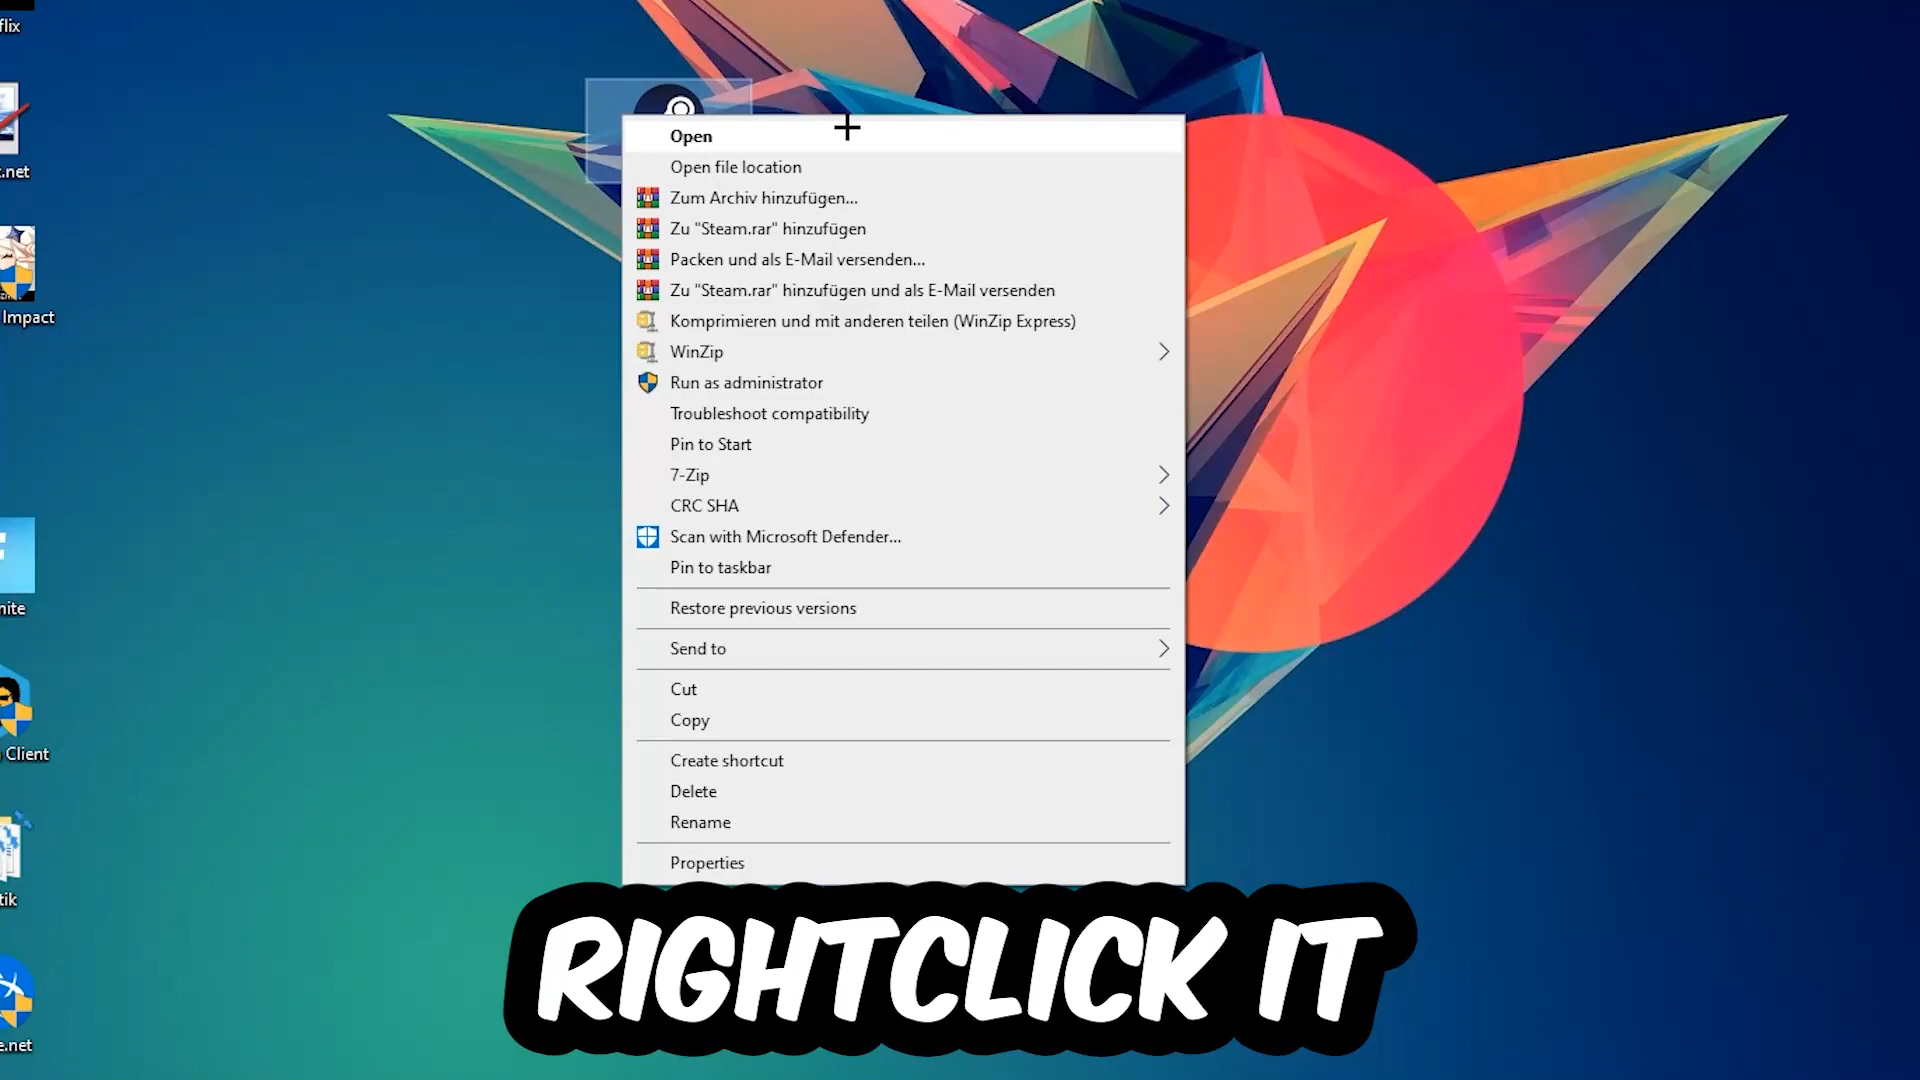 flix
.net
Impact
nite
Client
tik
e.net
Open
Open file location
Zum Archiv hinzufügen...
Zu "Steam.rar" hinzufügen
Packen und als E-Mail versenden...
Zu "Steam.rar" hinzufügen und als E-Mail versenden
Komprimieren und mit anderen teilen (WinZip Express)
WinZip
Run as administrator
Troubleshoot compatibility
Pin to Start
7-Zip
CRC SHA
Scan with Microsoft Defender...
Pin to taskbar
Restore previous versions
Send to
Cut
Copy
Create shortcut
Delete
Rename
Properties
RIGHTCLICK IT